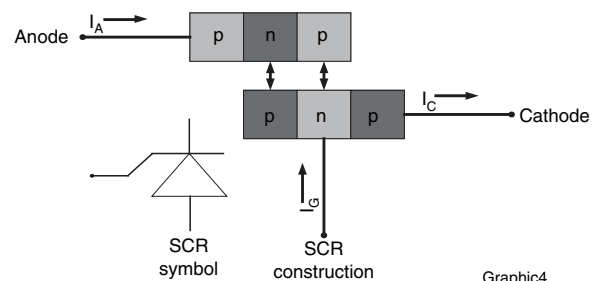 I_A
Anode
p n p
p n p
I_C
Cathode
I_G
SCR
symbol
SCR
construction
Graphic4